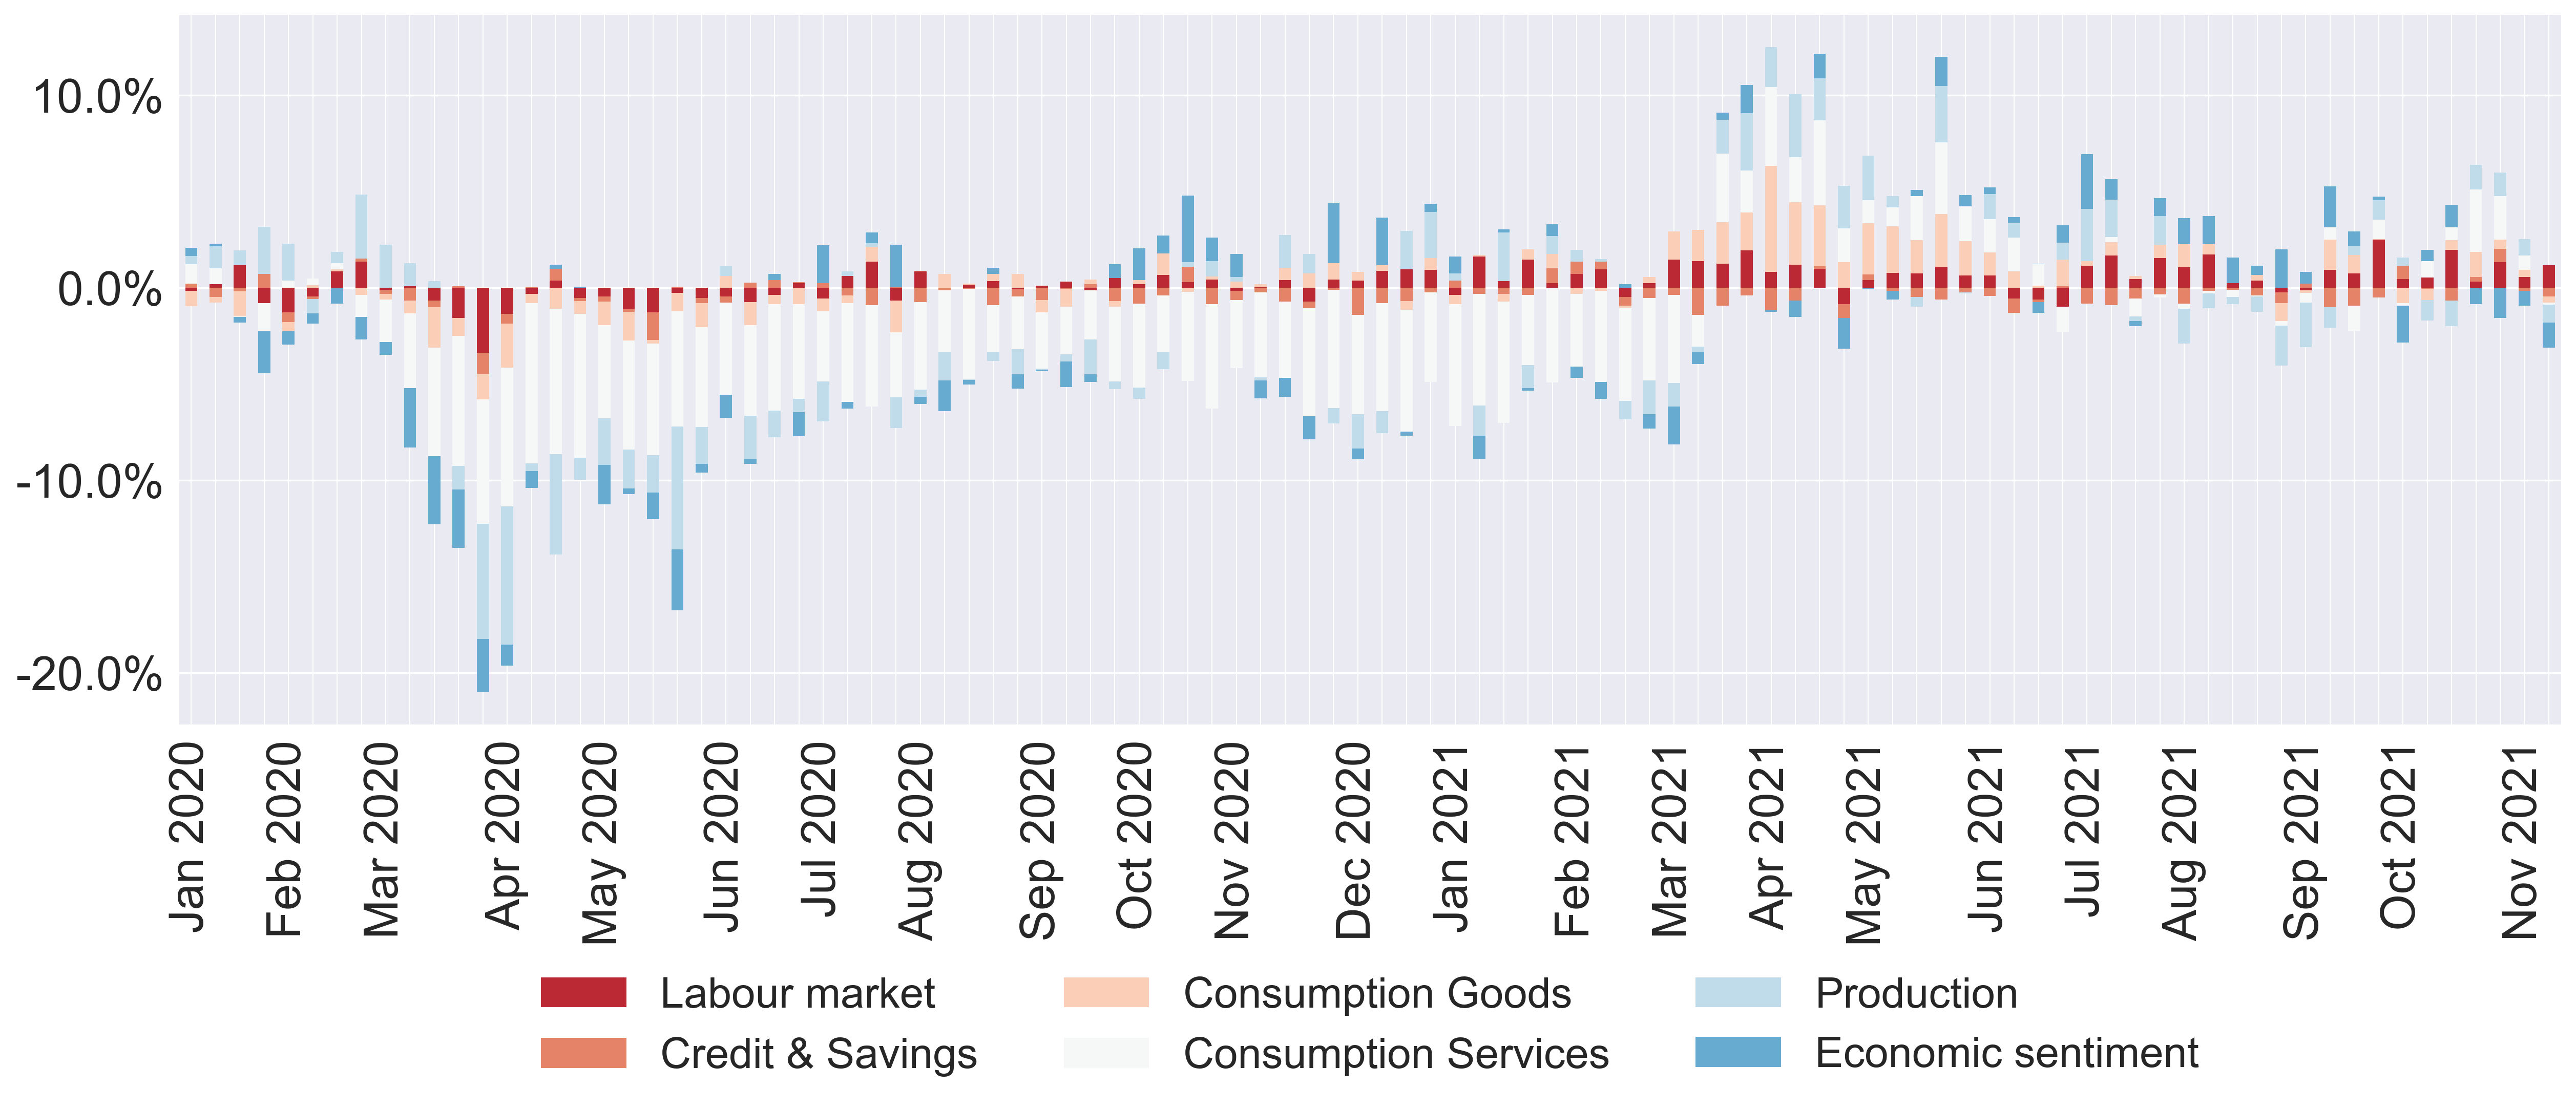 10.0%
0.0%
-10.0%
-20.0%
Jan 2020
Feb 2020
Mar 2020
Apr 2020
May 2020
Jun 2020
Jul 2020
Aug 2020
Sep 2020
Oct 2020
Nov 2020
Dec 2020
Jan 2021
Feb 2021
Mar 2021
Apr 2021
May 2021
Jun 2021
Jul 2021
Aug 2021
Sep 2021
Oct 2021
Nov 2021
Labour market
Credit & Savings
Consumption Goods
Consumption Services
Production
Economic sentiment